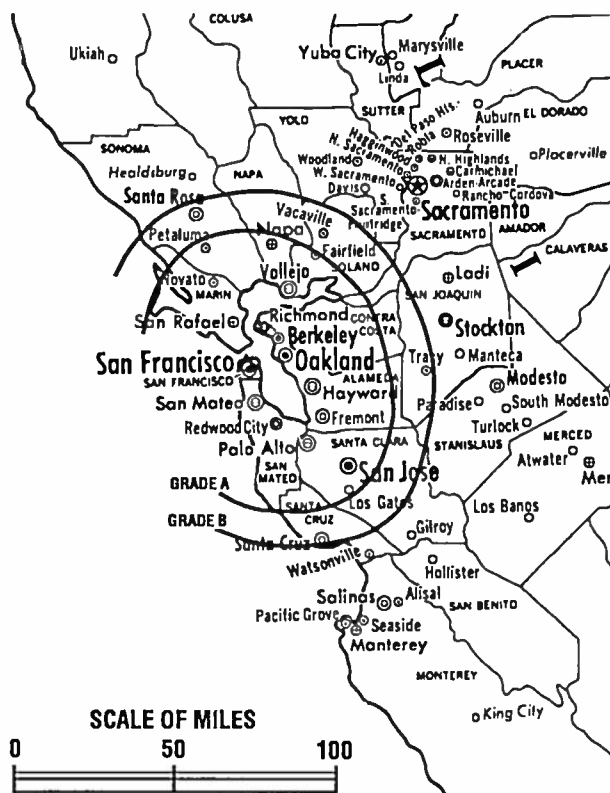 COLUSA
Ukiah
Yuba City
Marysville
Linda
PLACER
SUTTER
Auburn
EL DORADO
YOLO
Del Paso Hts.
Robla
Hagginwood
N. Sacramento
Roseville
SONOMA
Woodland
N. Highlands
Placerville
Healdsburg
NAPA
W. Sacramento
Carmichael
Davis
Arden-Arcade
Rancho-Cordova
Santa Rosa
S. Sacramento-
Fruitridge
Sacramento
Vacaville
Napa
SACRAMENTO
AMADOR
Petaluma
Fairfield
SOLANO
CALAVERAS
Novato
Vallejo
Lodi
MARIN
SAN JOAQUIN
San Rafael
Richmond
CONTRA
COSTA
Berkeley
Stockton
San Francisco
Oakland
Tracy
Manteca
SAN FRANCISCO
ALAMEDA
Hayward
Modesto
San Mateo
Paradise
South Modesto
Fremont
Redwood City
Turlock
SANTA CLARA
STANISLAUS
MERCED
Palo Alto
Atwater
SAN
MATEO
San Jose
Mer
GRADE A
Los Gatos
SANTA
CRUZ
Los Banos
GRADE B
Gilroy
Santa Cruz
Watsonville
Hollister
Salinas
Alisal
SAN BENITO
Pacific Grove
Seaside
Monterey
MONTEREY
King City
SCALE OF MILES
0 50 100